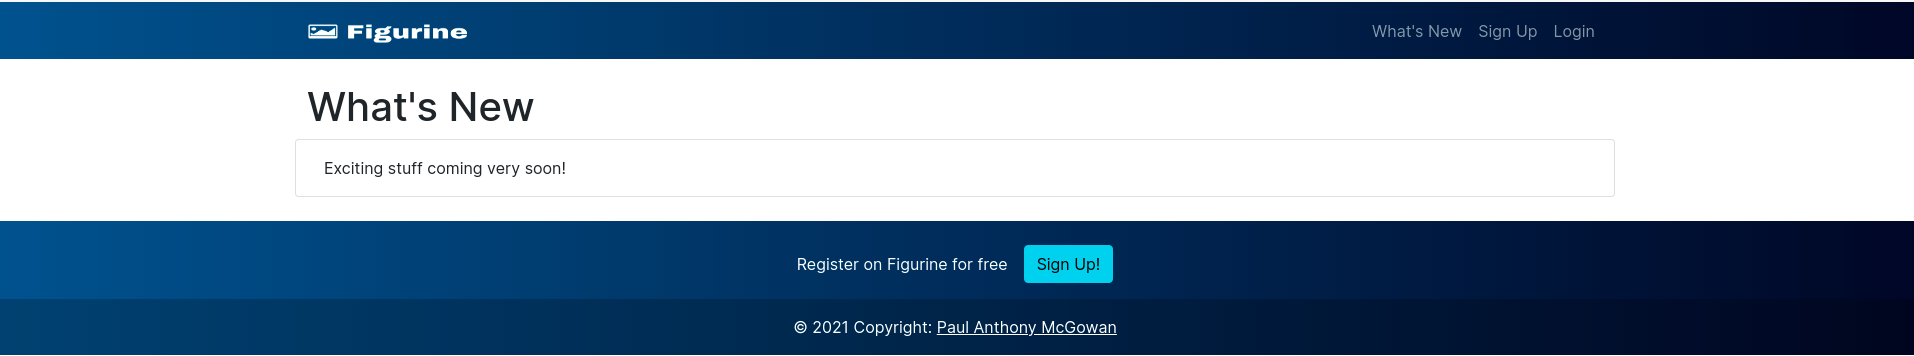 Figurine
What's New Sign Up Login
What's New
Exciting stuff coming very soon!
Register on Figurine for free Sign Up!
© 2021 Copyright: Paul Anthony McGowan